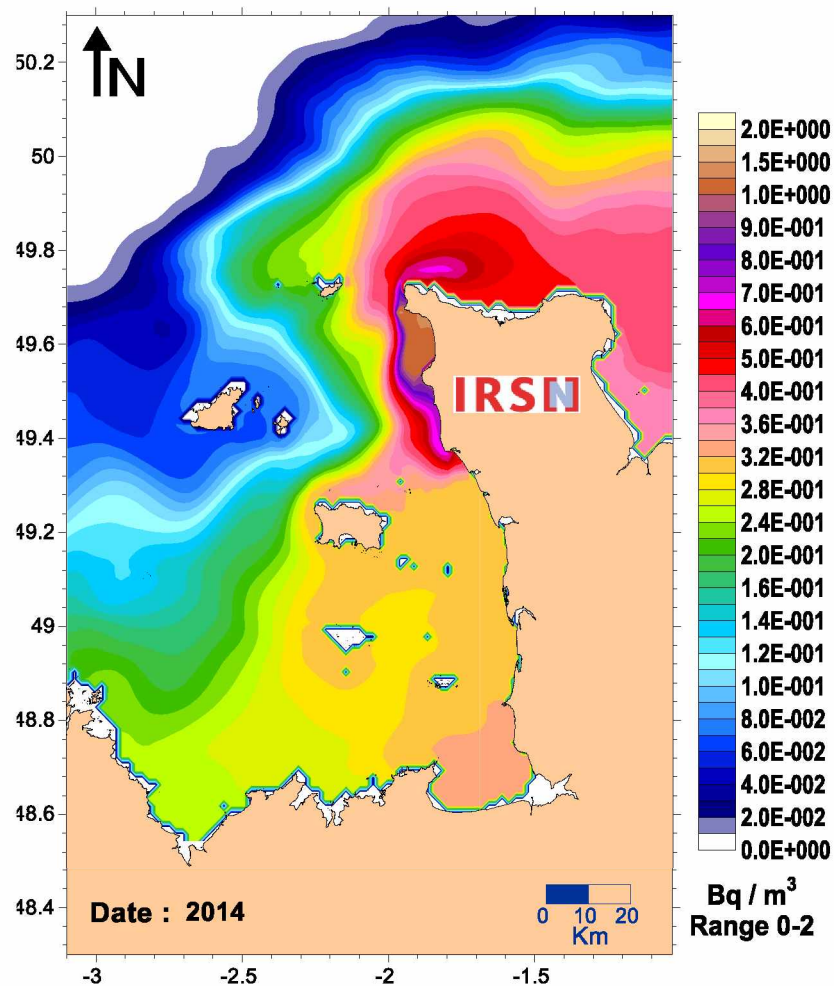 N
50.2
50
49.8
49.6
49.4
49.2
49
48.8
48.6
48.4
-3
-2.5
-2
-1.5
IRSN
Date : 2014
0 10 20
Km
2.0E+000
1.5E+000
1.0E+000
9.0E-001
8.0E-001
7.0E-001
6.0E-001
5.0E-001
4.0E-001
3.6E-001
3.2E-001
2.8E-001
2.4E-001
2.0E-001
1.6E-001
1.4E-001
1.2E-001
1.0E-001
8.0E-002
6.0E-002
4.0E-002
2.0E-002
0.0E+000
Bq / m³
Range 0-2